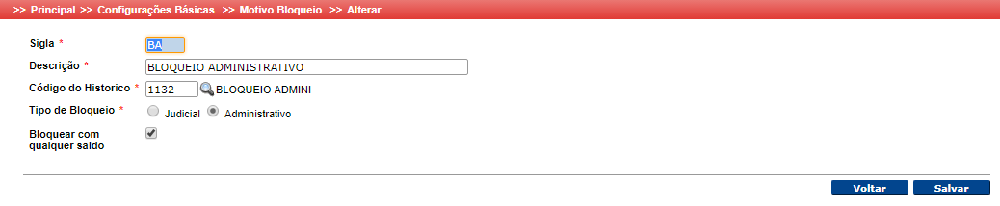 >> Principal >> Configurações Básicas >> Motivo Bloqueio >> Alterar
Sigla * BA
Descrição * BLOQUEIO ADMINISTRATIVO
Código do Historico * 1132 BLOQUEIO ADMINI
Tipo de Bloqueio * Judicial Administrativo
Bloquear com
qualquer saldo
Voltar Salvar